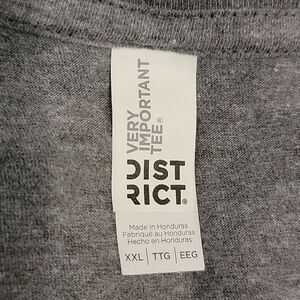 VERY
IMPORTANT
TEE®
DIST
RICT®
Made in Honduras
Fabriqué au Honduras
Hecho en Honduras
XXL | TTG | EEG